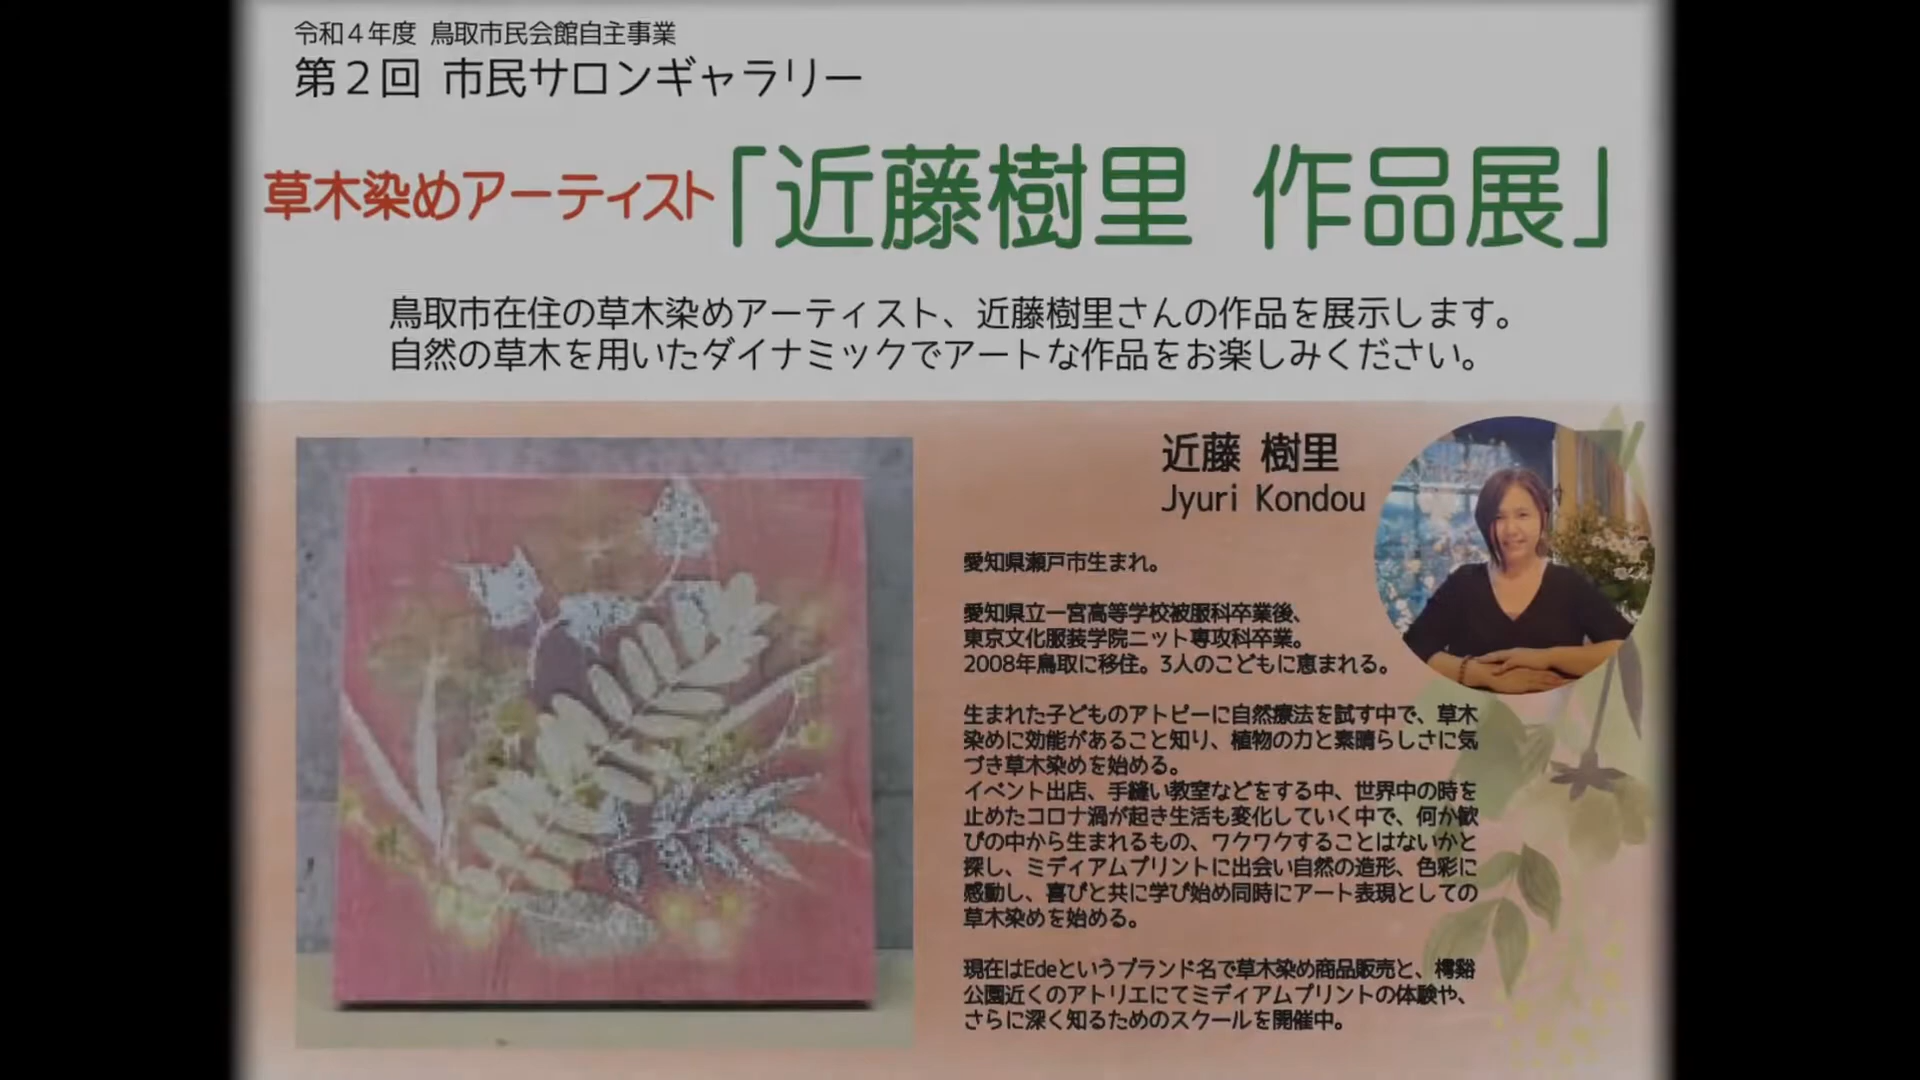 令和4年度 鳥取市民会館自主事業
第2回 市民サロンギャラリー
草木染めアーティスト「近藤樹里 作品展」
鳥取市在住の草木染めアーティスト、近藤樹里さんの作品を展示します。
自然の草木を用いたダイナミックでアートな作品をお楽しみください。
近藤 樹里
Jyuri Kondou
愛知県瀬戸市生まれ。
愛知県立一宮高等学校被服科卒業後、
東京文化服装学院ニット専攻科卒業。
2008年鳥取に移住。3人のこどもに恵まれる。
生まれた子どものアトピーに自然療法を試す中で、草木
染めに効能があること知り、植物の力と素晴らしさに気
づき草木染めを始める。
イベント出店、手縫い教室などをする中、世界中の時を
止めたコロナ渦が起き生活も変化していく中で、何か歓
びの中から生まれるもの、ワクワクすることはないかと
探し、ミディアムプリントに出会い自然の造形、色彩に
感動し、喜びと共に学び始め同時にアート表現としての
草木染めを始める。
現在はEdeというブランド名で草木染め商品販売と、樗谿
公園近くのアトリエにてミディアムプリントの体験や、
さらに深く知るためのスクールを開催中。